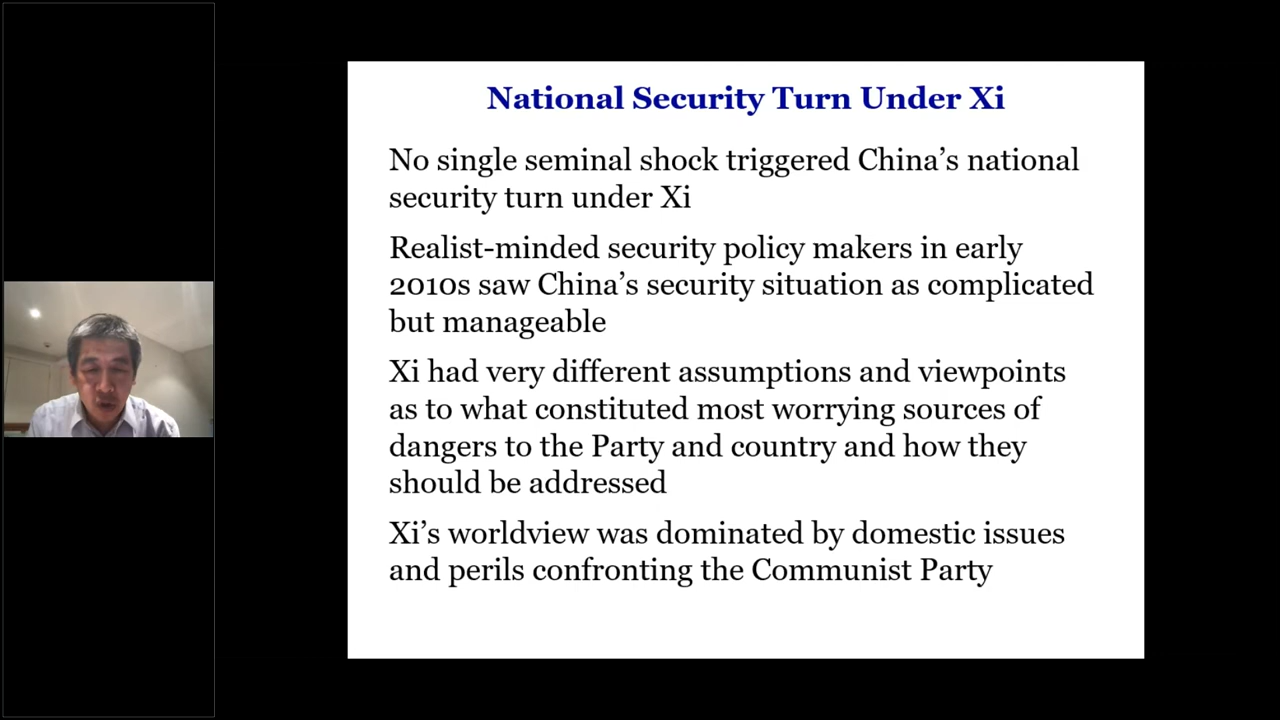 National Security Turn Under Xi
No single seminal shock triggered China’s national
security turn under Xi
Realist-minded security policy makers in early
2010s saw China’s security situation as complicated
but manageable
Xi had very different assumptions and viewpoints
as to what constituted most worrying sources of
dangers to the Party and country and how they
should be addressed
Xi’s worldview was dominated by domestic issues
and perils confronting the Communist Party